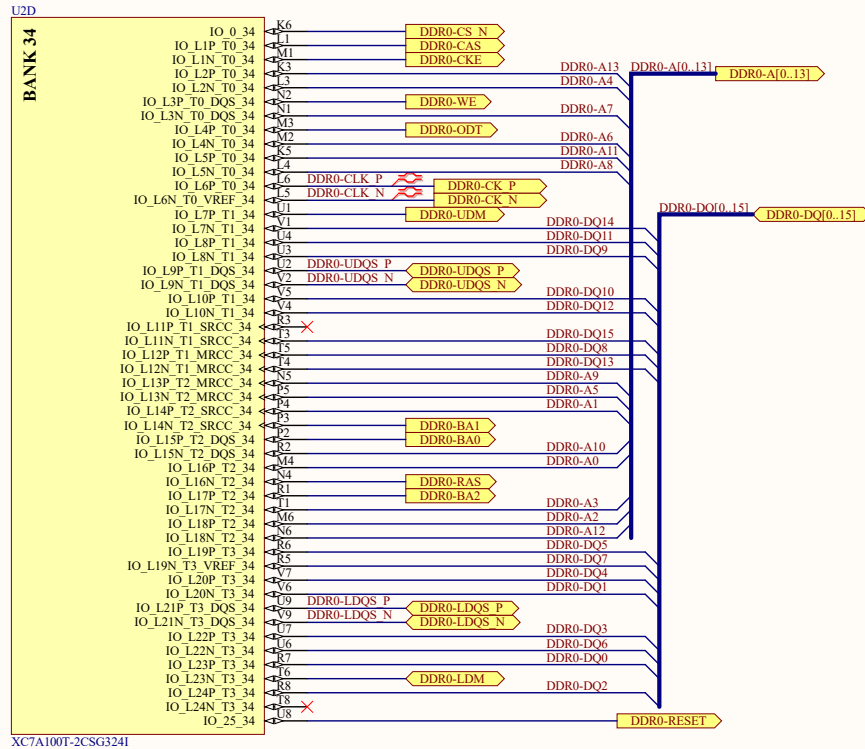 U2D
BANK 34
IO_0_34 K6 DDR0-CS_N
IO_L1P_T0_34 L1 DDR0-CAS
IO_L1N_T0_34 M1 DDR0-CKE
IO_L2P_T0_34 K3 DDR0-A13 DDR0-A[0..13] DDR0-A[0..13]
IO_L2N_T0_34 L3 DDR0-A4
IO_L3P_T0_DQS_34 N2 DDR0-WE
IO_L3N_T0_DQS_34 N1 DDR0-A7
IO_L4P_T0_34 M3 DDR0-ODT
IO_L4N_T0_34 M2 DDR0-A6
IO_L5P_T0_34 K5 DDR0-A11
IO_L5N_T0_34 L4 DDR0-A8
IO_L6P_T0_34 L6 DDR0-CLK_P DDR0-CK_P
IO_L6N_T0_VREF_34 L5 DDR0-CLK_N DDR0-CK_N
IO_L7P_T1_34 U1 DDR0-UDM DDR0-DQ[0..15] DDR0-DQ[0..15]
IO_L7N_T1_34 V1 DDR0-DQ14
IO_L8P_T1_34 U4 DDR0-DQ11
IO_L8N_T1_34 U3 DDR0-DQ9
IO_L9P_T1_DQS_34 U2 DDR0-UDQS_P DDR0-UDQS_P
IO_L9N_T1_DQS_34 V2 DDR0-UDQS_N DDR0-UDQS_N
IO_L10P_T1_34 V5 DDR0-DQ10
IO_L10N_T1_34 V4 DDR0-DQ12
IO_L11P_T1_SRCC_34 R3
IO_L11N_T1_SRCC_34 T3 DDR0-DQ15
IO_L12P_T1_MRCC_34 T5 DDR0-DQ8
IO_L12N_T1_MRCC_34 T4 DDR0-DQ13
IO_L13P_T2_MRCC_34 N5 DDR0-A9
IO_L13N_T2_MRCC_34 P5 DDR0-A5
IO_L14P_T2_SRCC_34 P4 DDR0-A1
IO_L14N_T2_SRCC_34 P3 DDR0-BA1
IO_L15P_T2_DQS_34 P2 DDR0-BA0
IO_L15N_T2_DQS_34 R2 DDR0-A10
IO_L16P_T2_34 M4 DDR0-A0
IO_L16N_T2_34 N4 DDR0-RAS
IO_L17P_T2_34 R1 DDR0-BA2
IO_L17N_T2_34 T1 DDR0-A3
IO_L18P_T2_34 M6 DDR0-A2
IO_L18N_T2_34 N6 DDR0-A12
IO_L19P_T3_34 R6 DDR0-DQ5
IO_L19N_T3_VREF_34 R5 DDR0-DQ7
IO_L20P_T3_34 V7 DDR0-DQ4
IO_L20N_T3_34 V6 DDR0-DQ1
IO_L21P_T3_DQS_34 U9 DDR0-LDQS_P DDR0-LDQS_P
IO_L21N_T3_DQS_34 V9 DDR0-LDQS_N DDR0-LDQS_N
IO_L22P_T3_34 U7 DDR0-DQ3
IO_L22N_T3_34 U6 DDR0-DQ6
IO_L23P_T3_34 R7 DDR0-DQ0
IO_L23N_T3_34 T6 DDR0-LDM
IO_L24P_T3_34 R8 DDR0-DQ2
IO_L24N_T3_34 T8
IO_25_34 U8 DDR0-RESET
XC7A100T-2CSG324I